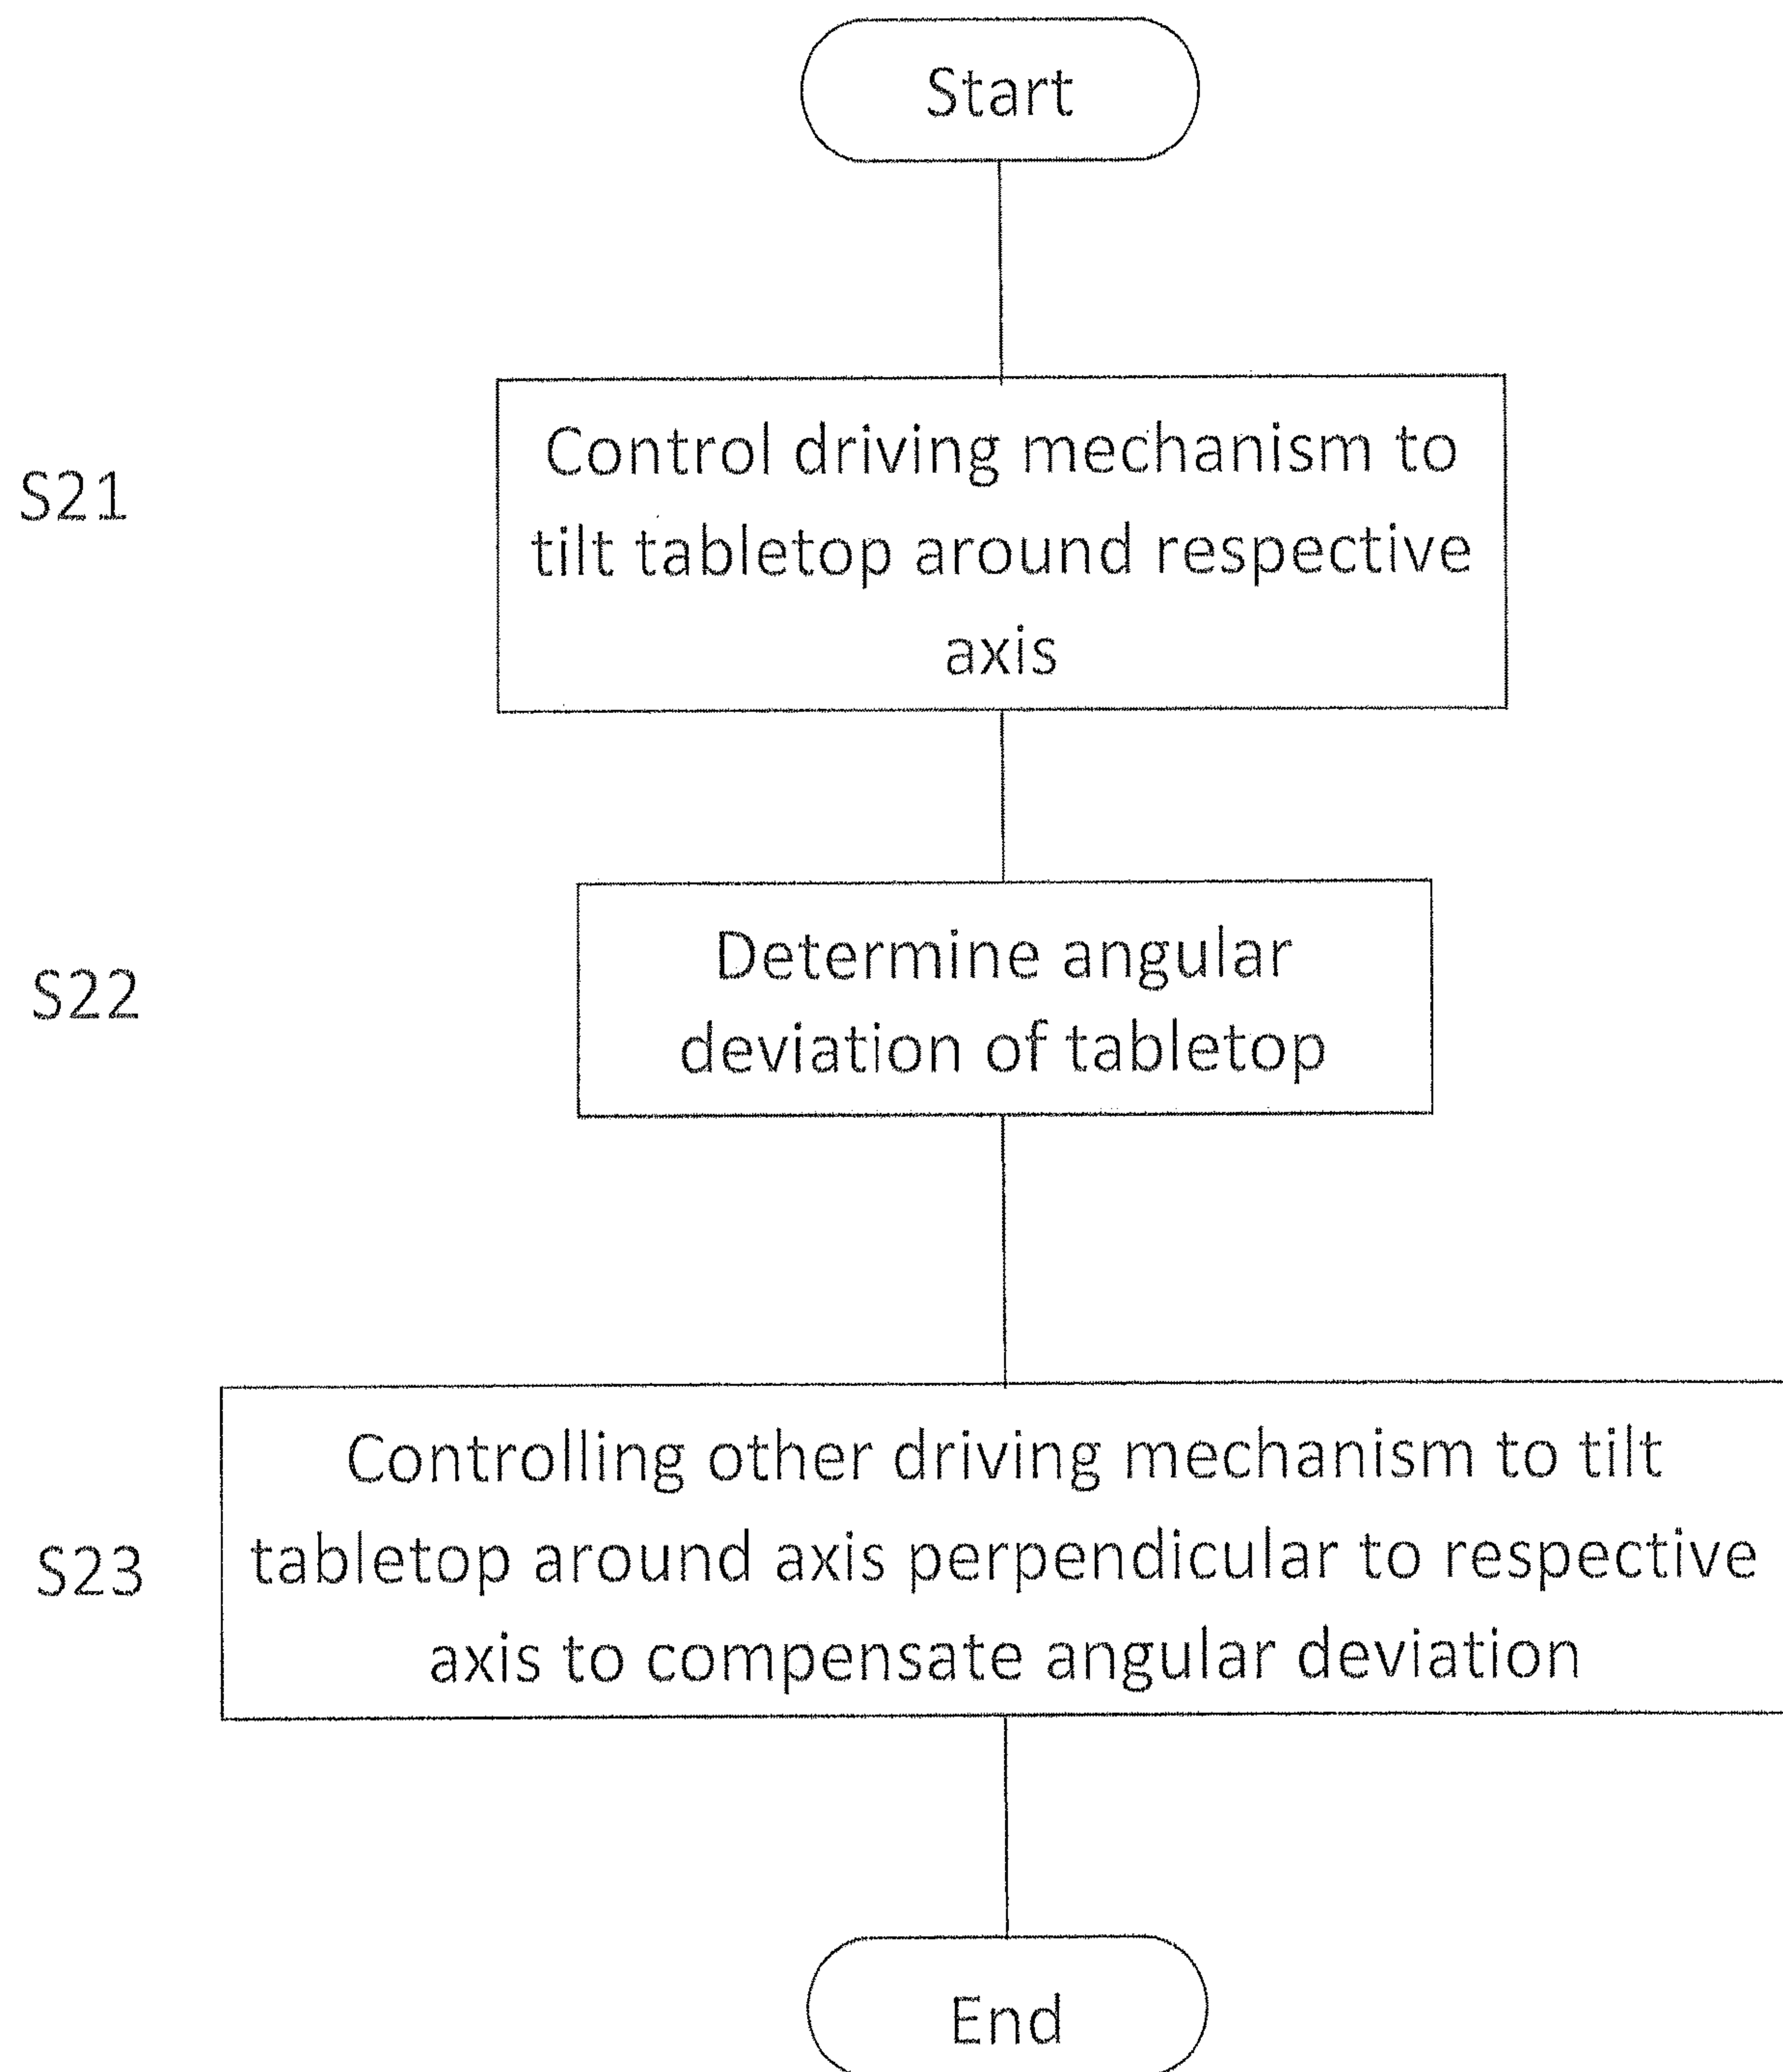 Start
S21
Control driving mechanism to
tilt tabletop around respective
axis
S22
Determine angular
deviation of tabletop
S23
Controlling other driving mechanism to tilt
tabletop around axis perpendicular to respective
axis to compensate angular deviation
End